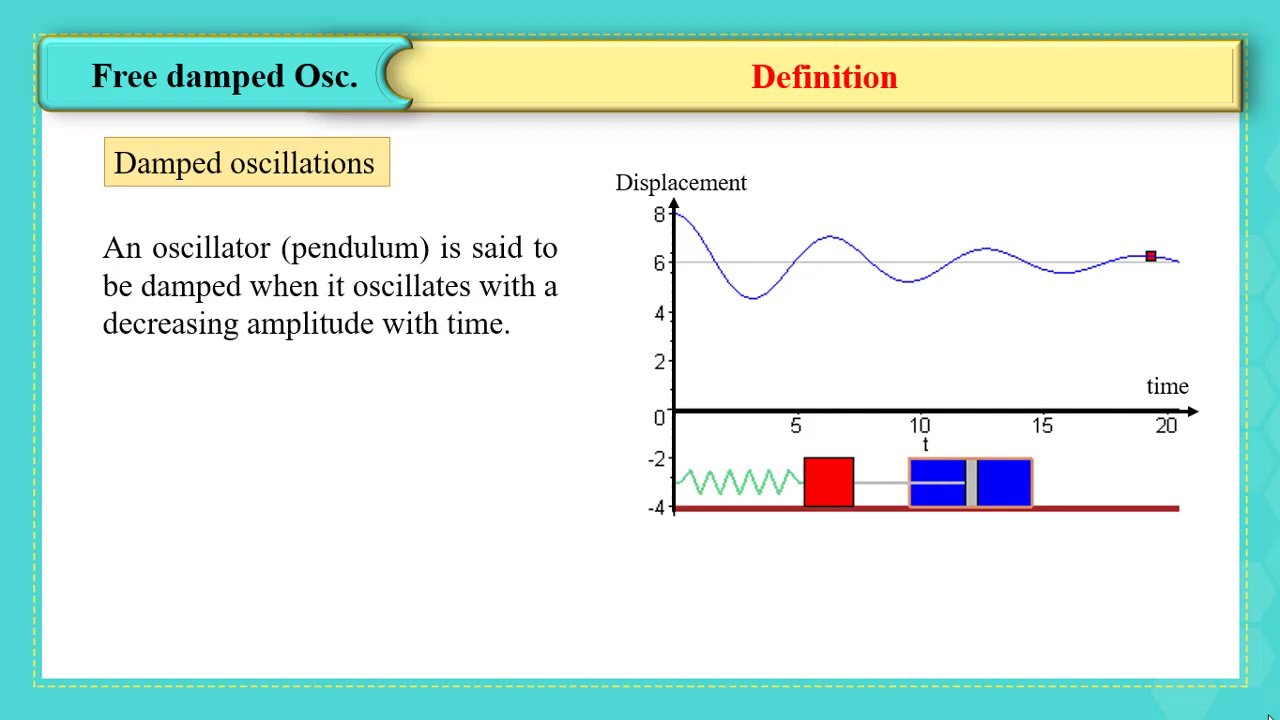 Free damped Osc.
Definition
Damped oscillations
An oscillator (pendulum) is said to
be damped when it oscillates with a
decreasing amplitude with time.
Displacement
8
6
4
2
0
-2
-4
time
5 10 15 20
t